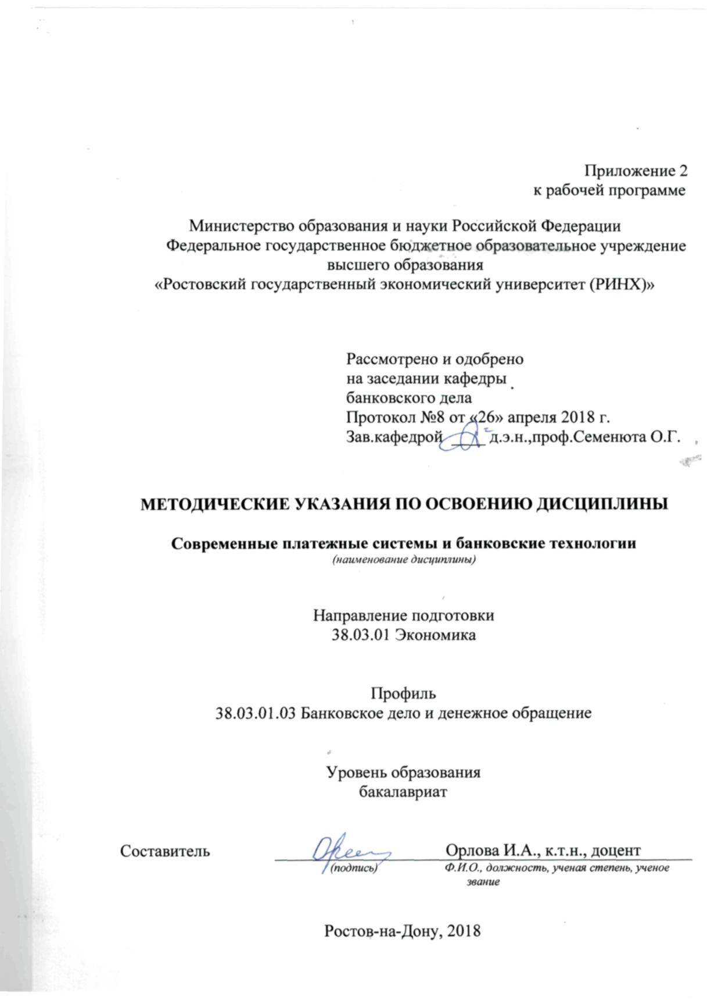 Приложение 2
к рабочей программе
Министерство образования и науки Российской Федерации
Федеральное государственное бюджетное образовательное учреждение
высшего образования
«Ростовский государственный экономический университет (РИНХ)»
Рассмотрено и одобрено
на заседании кафедры
банковского дела
Протокол №8 от «26» апреля 2018 г.
Зав.кафедрой _____ д.э.н.,проф.Семенюта О.Г.
МЕТОДИЧЕСКИЕ УКАЗАНИЯ ПО ОСВОЕНИЮ ДИСЦИПЛИНЫ
Современные платежные системы и банковские технологии
(наименование дисциплины)
Направление подготовки
38.03.01 Экономика
Профиль
38.03.01.03 Банковское дело и денежное обращение
Уровень образования
бакалавриат
Составитель Орлова И.А., к.т.н., доцент
(подпись) Ф.И.О., должность, ученая степень, ученое
звание
Ростов-на-Дону, 2018